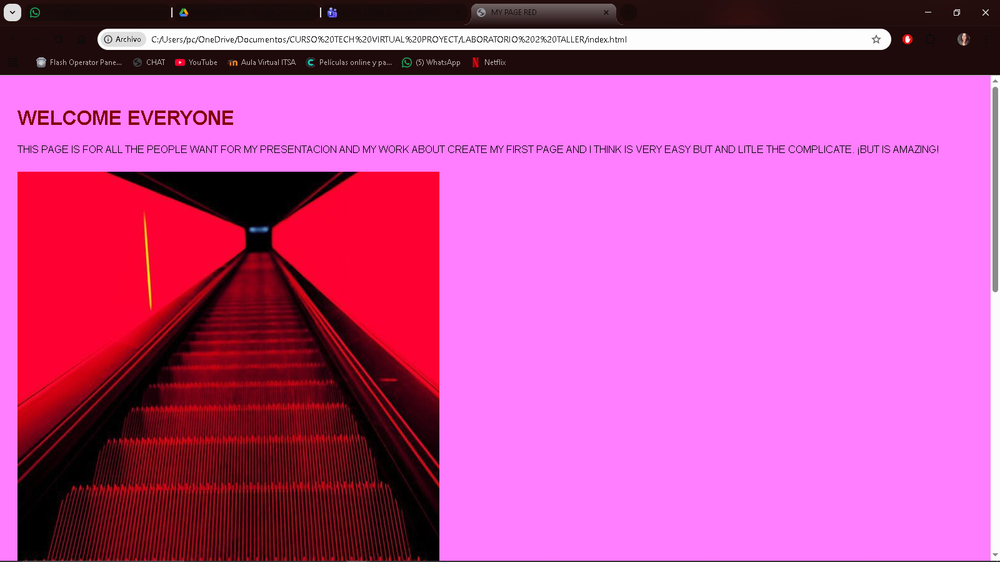 MY PAGE RED
Archivo C:/Users/pc/OneDrive/Documentos/CURSO%20TECH%20VIRTUAL%20PROYECT/LABORATORIO%202%20TALLER/index.html
Flash Operator Pane... CHAT YouTube Aula Virtual ITSA Películas online y pa... (5) WhatsApp Netflix
WELCOME EVERYONE
THIS PAGE IS FOR ALL THE PEOPLE WANT FOR MY PRESENTACION AND MY WORK ABOUT CREATE MY FIRST PAGE AND I THINK IS VERY EASY BUT AND LITLE THE COMPLICATE. ¡BUT IS AMAZING!